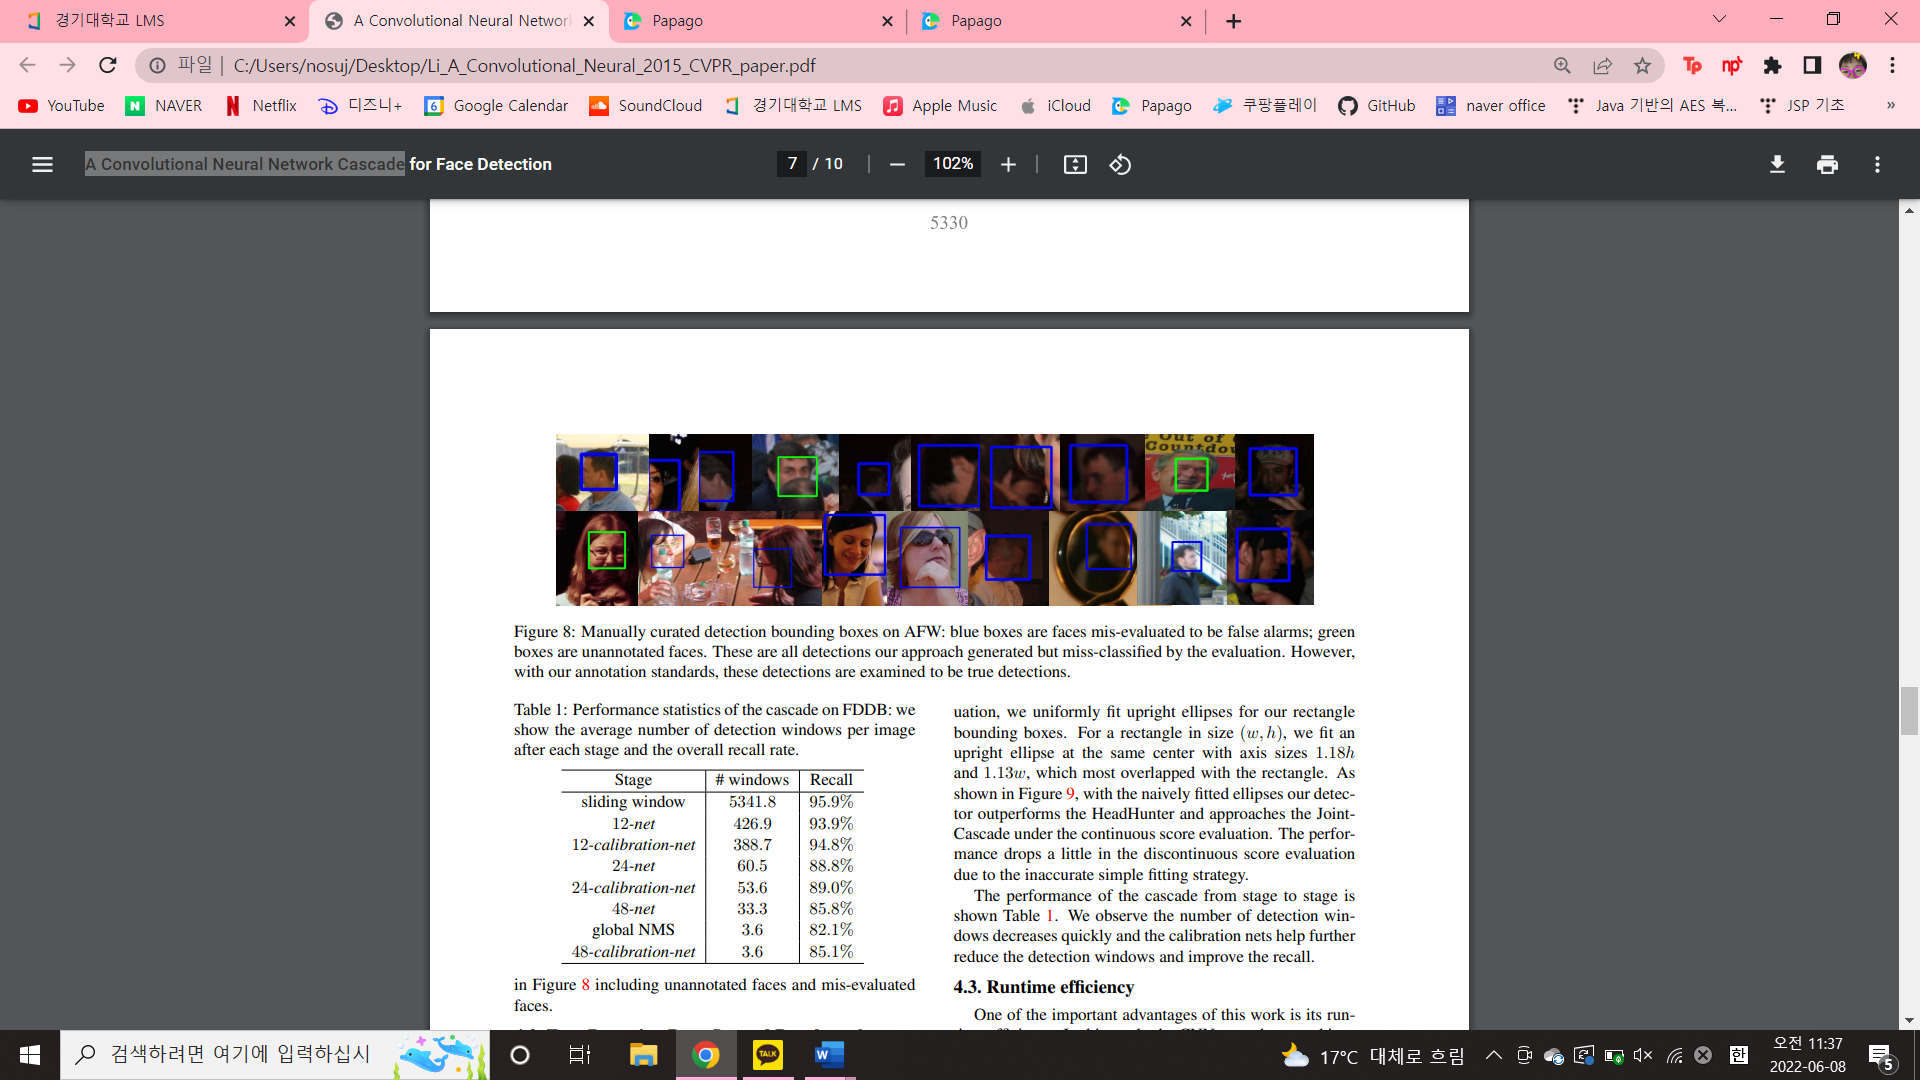 경기대학교 LMS
A Convolutional Neural Network
Papago
Papago
파일 | C:/Users/nosuj/Desktop/Li_A_Convolutional_Neural_2015_CVPR_paper.pdf
YouTube NAVER Netflix 디즈니+ Google Calendar SoundCloud 경기대학교 LMS Apple Music iCloud Papago 쿠팡플레이 GitHub naver office Java 기반의 AES 복... JSP 기초 »
A Convolutional Neural Network Cascade for Face Detection
7 / 10
102%
5330
Out of
Countdow
Figure 8: Manually curated detection bounding boxes on AFW: blue boxes are faces mis-evaluated to be false alarms; green
boxes are unannotated faces. These are all detections our approach generated but miss-classified by the evaluation. However,
with our annotation standards, these detections are examined to be true detections.
Table 1: Performance statistics of the cascade on FDDB: we
show the average number of detection windows per image
after each stage and the overall recall rate.
Stage # windows Recall
sliding window 5341.8 95.9%
12-net 426.9 93.9%
12-calibration-net 388.7 94.8%
24-net 60.5 88.8%
24-calibration-net 53.6 89.0%
48-net 33.3 85.8%
global NMS 3.6 82.1%
48-calibration-net 3.6 85.1%
in Figure 8 including unannotated faces and mis-evaluated
faces.
uation, we uniformly fit upright ellipses for our rectangle
bounding boxes. For a rectangle in size (w, h), we fit an
upright ellipse at the same center with axis sizes 1.18h
and 1.13w, which most overlapped with the rectangle. As
shown in Figure 9, with the naively fitted ellipses our detec-
tor outperforms the HeadHunter and approaches the Joint-
Cascade under the continuous score evaluation. The perfor-
mance drops a little in the discontinuous score evaluation
due to the inaccurate simple fitting strategy.
The performance of the cascade from stage to stage is
shown Table 1. We observe the number of detection win-
dows decreases quickly and the calibration nets help further
reduce the detection windows and improve the recall.
4.3. Runtime efficiency
One of the important advantages of this work is its run-
검색하려면 여기에 입력하십시
TALK
17°C 대체로 흐림
한
오전 11:37
2022-06-08
5